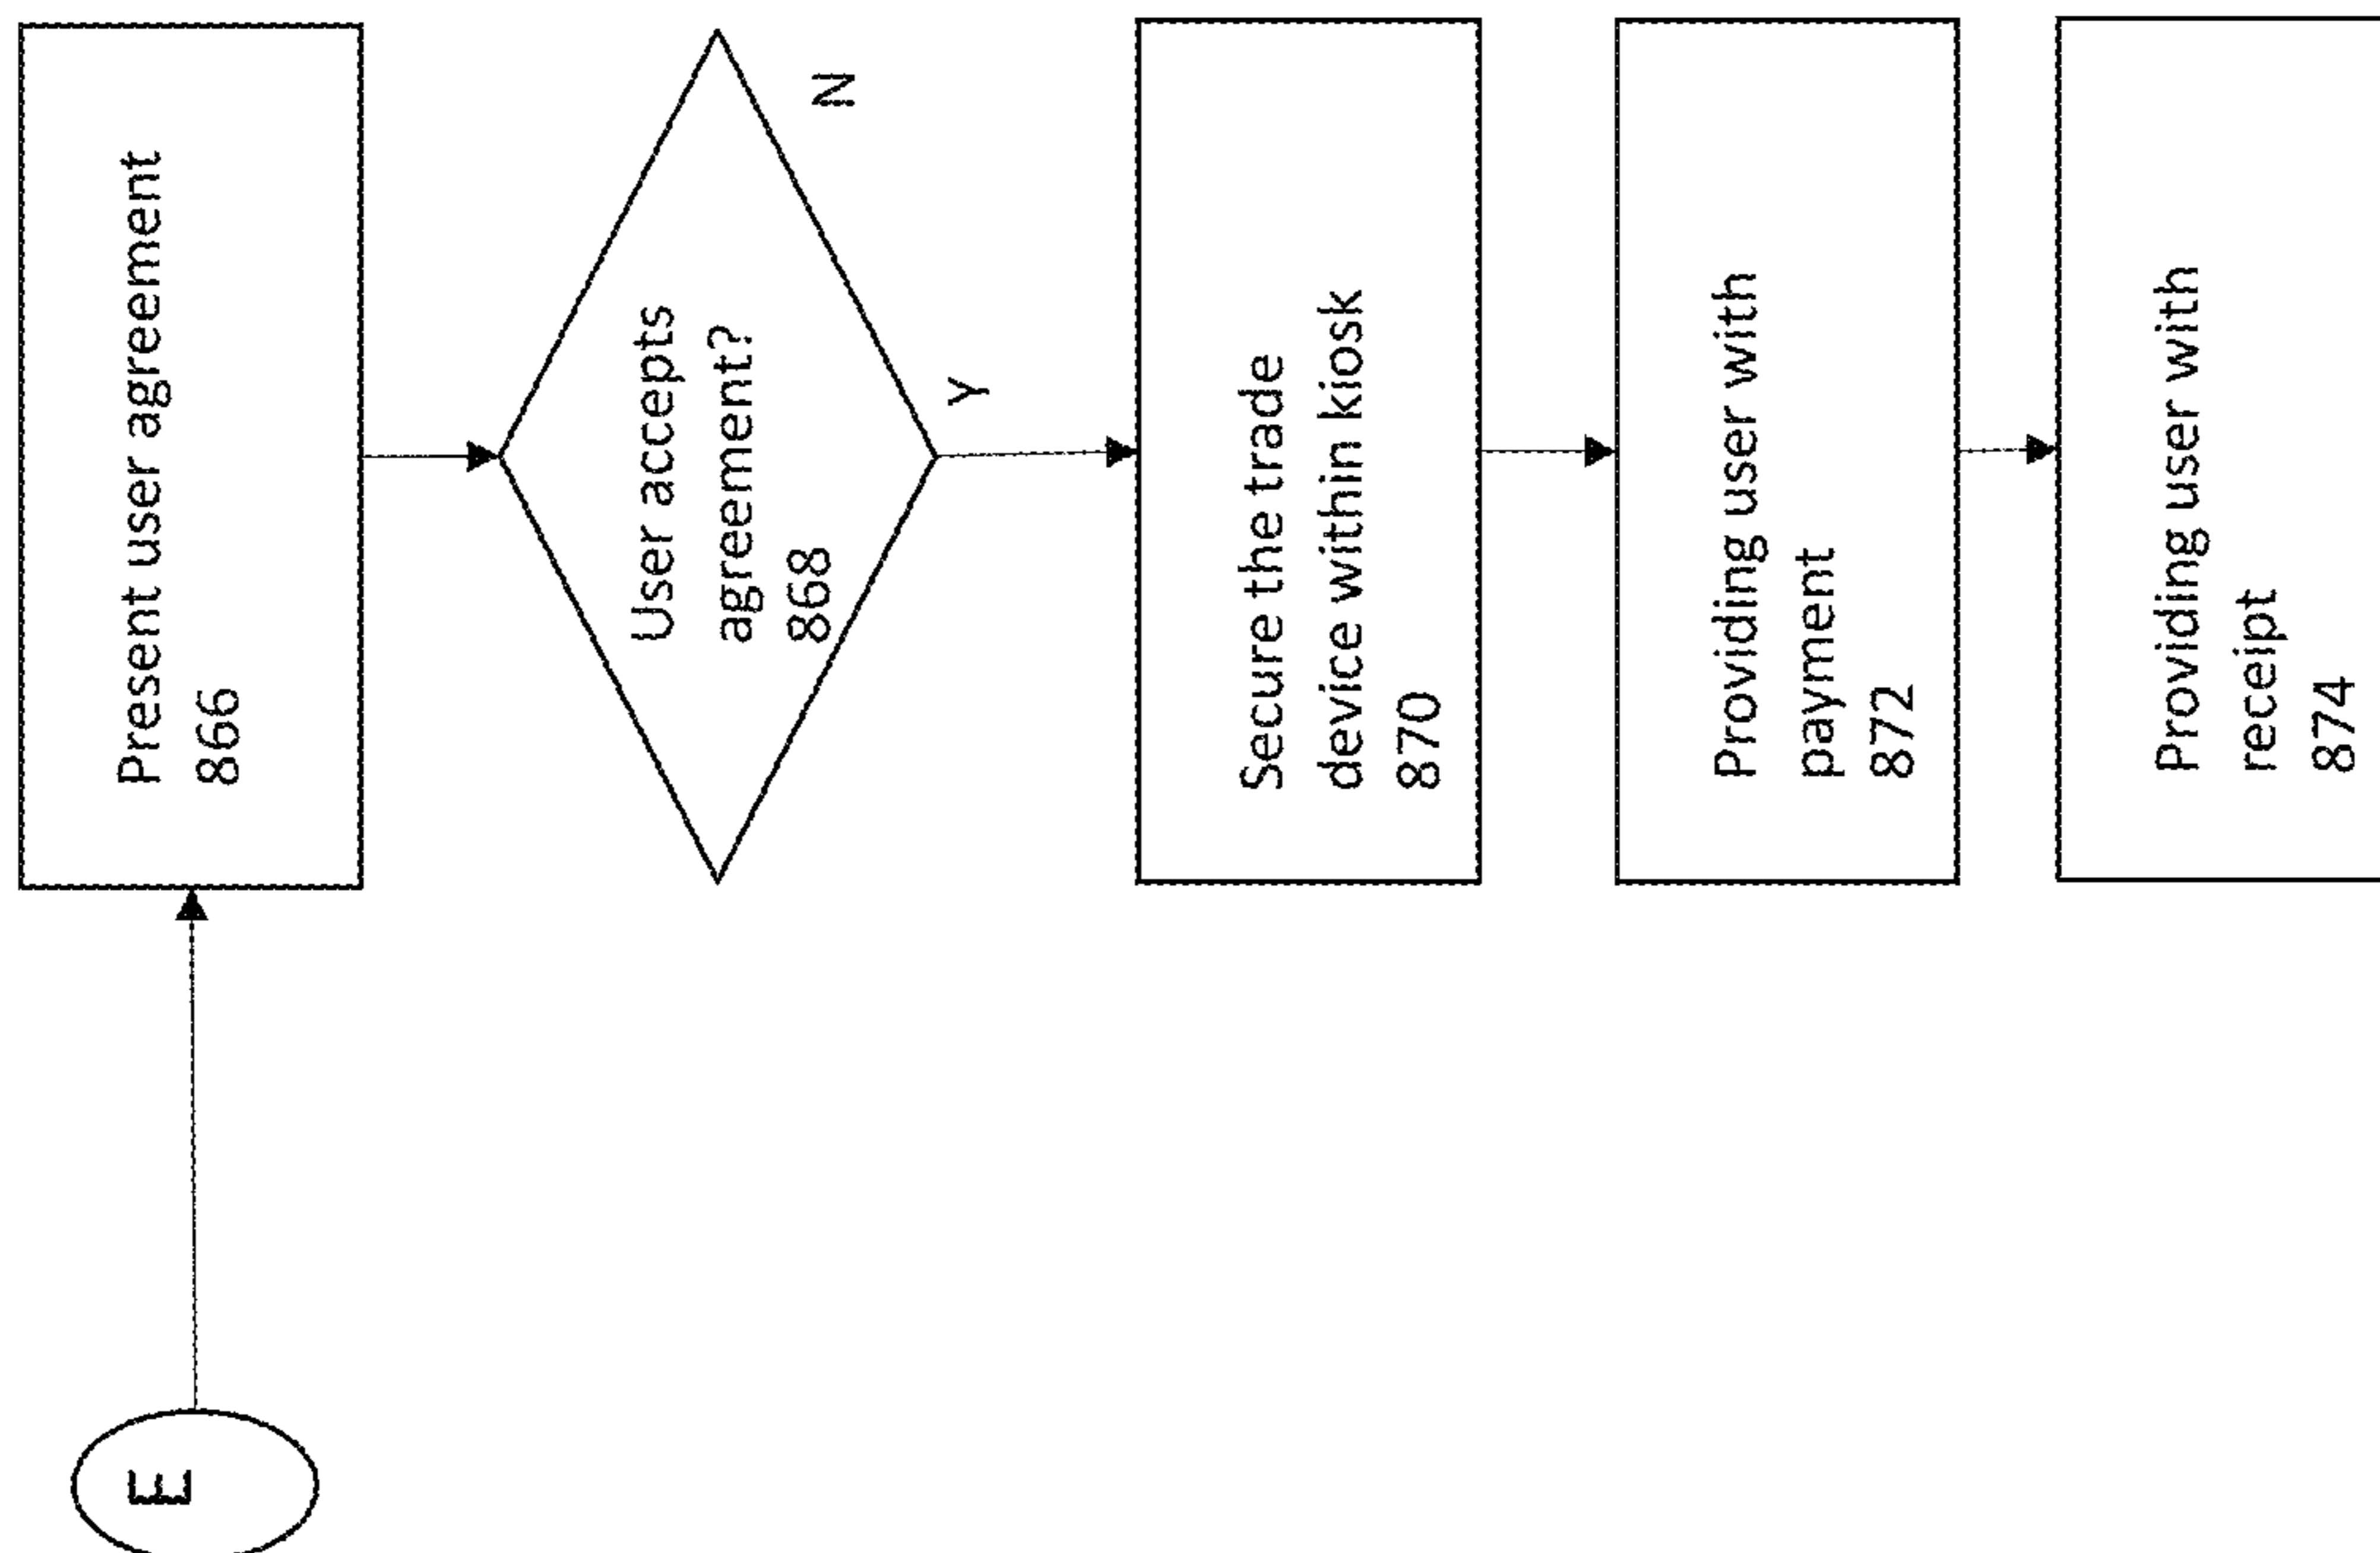 E
Present user agreement
866
User accepts
agreement?
868
N
Y
Secure the trade
device within kiosk
870
Providing user with
payment
872
Providing user with
receipt
874